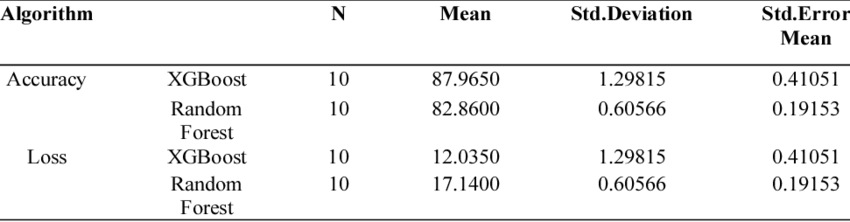 Algorithm N Mean Std.Deviation Std.Error
Mean
Accuracy XGBoost 10 87.9650 1.29815 0.41051
Random 10 82.8600 0.60566 0.19153
Forest
Loss XGBoost 10 12.0350 1.29815 0.41051
Random 10 17.1400 0.60566 0.19153
Forest